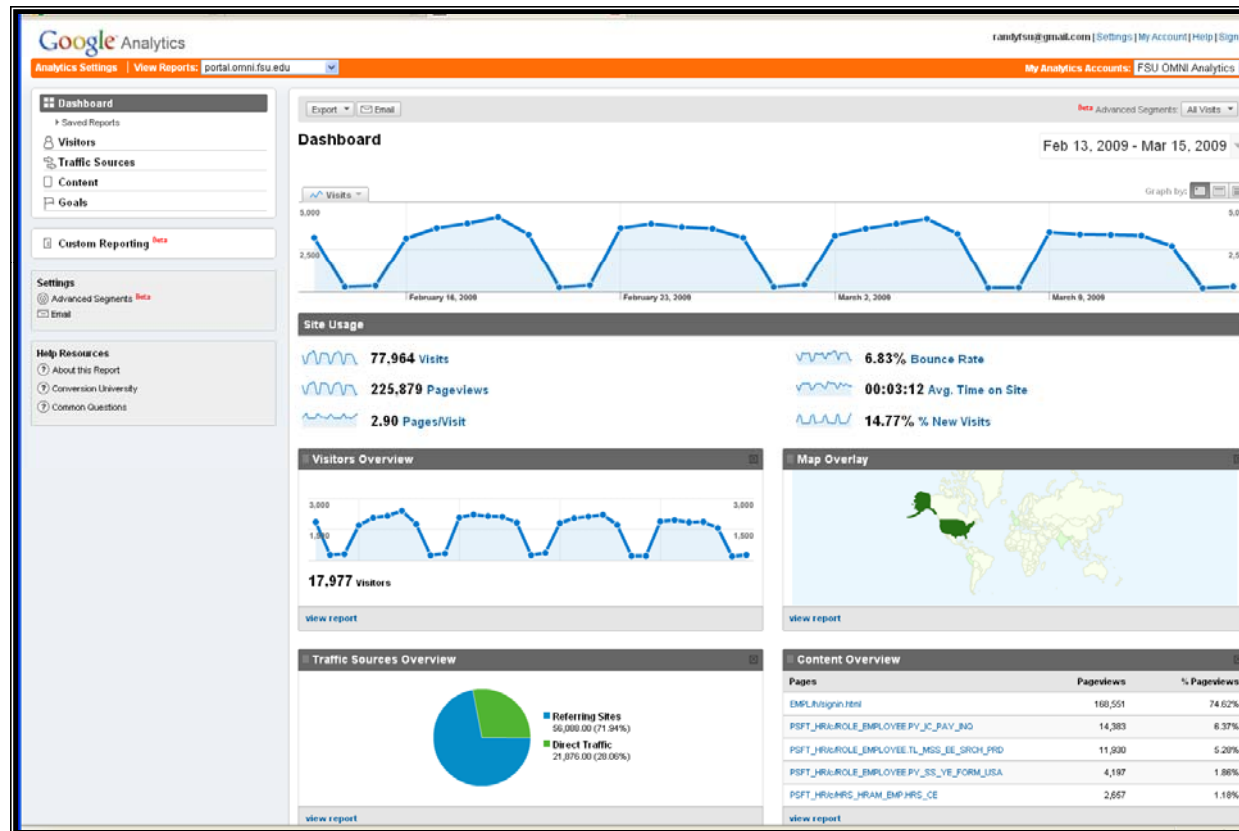 Google Analytics
randyfsu@gmail.com | Settings | My Account | Help | Sign
Analytics Settings | View Reports: portal.omni.fsu.edu
My Analytics Accounts: FSU OMNI Analytics
Dashboard
Saved Reports
Visitors
Traffic Sources
Content
Goals
Custom Reporting Beta
Settings
Advanced Segments Beta
Email
Help Resources
About this Report
Conversion University
Common Questions
Export Email
Beta Advanced Segments: All Visits
Dashboard
Feb 13, 2009 - Mar 15, 2009
Visits
Graph by:
5,000
2,500
February 16, 2009 February 23, 2009 March 2, 2009 March 9, 2009
Site Usage
77,964 Visits
6.83% Bounce Rate
225,879 Pageviews
00:03:12 Avg. Time on Site
2.90 Pages/Visit
14.77% % New Visits
Visitors Overview
3,000 3,000
1,500 1,500
17,977 Visitors
view report
Map Overlay
view report
Traffic Sources Overview
Referring Sites
56,088.00 (71.94%)
Direct Traffic
21,876.00 (28.06%)
view report
Content Overview
Pages Pageviews % Pageviews
EMPL/h/signin.html 168,551 74.62%
PSFT_HR/c/ROLE_EMPLOYEE.PY_IC_PAY_INQ 14,383 6.37%
PSFT_HR/c/ROLE_EMPLOYEE.TL_MSS_EE_SRCH_PRD 11,930 5.28%
PSFT_HR/c/ROLE_EMPLOYEE.PY_SS_YE_FORM_USA 4,197 1.86%
PSFT_HR/c/HRS_HRAM_EMP.HRS_CE 2,657 1.18%
view report